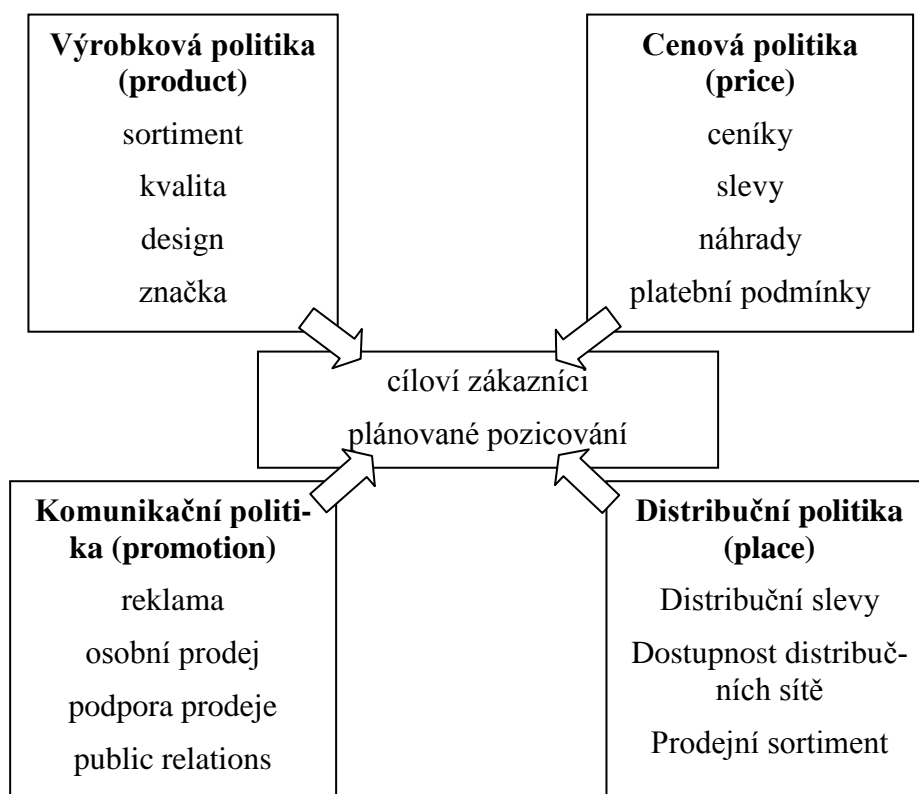 Výrobková politika
(product)
sortiment
kvalita
design
značka
Cenová politika
(price)
ceníky
slevy
náhrady
platební podmínky
cíloví zákazníci
plánované pozicování
Komunikační politi-
ka (promotion)
reklama
osobní prodej
podpora prodeje
public relations
Distribuční politika
(place)
Distribuční slevy
Dostupnost distribuč-
ních sítě
Prodejní sortiment